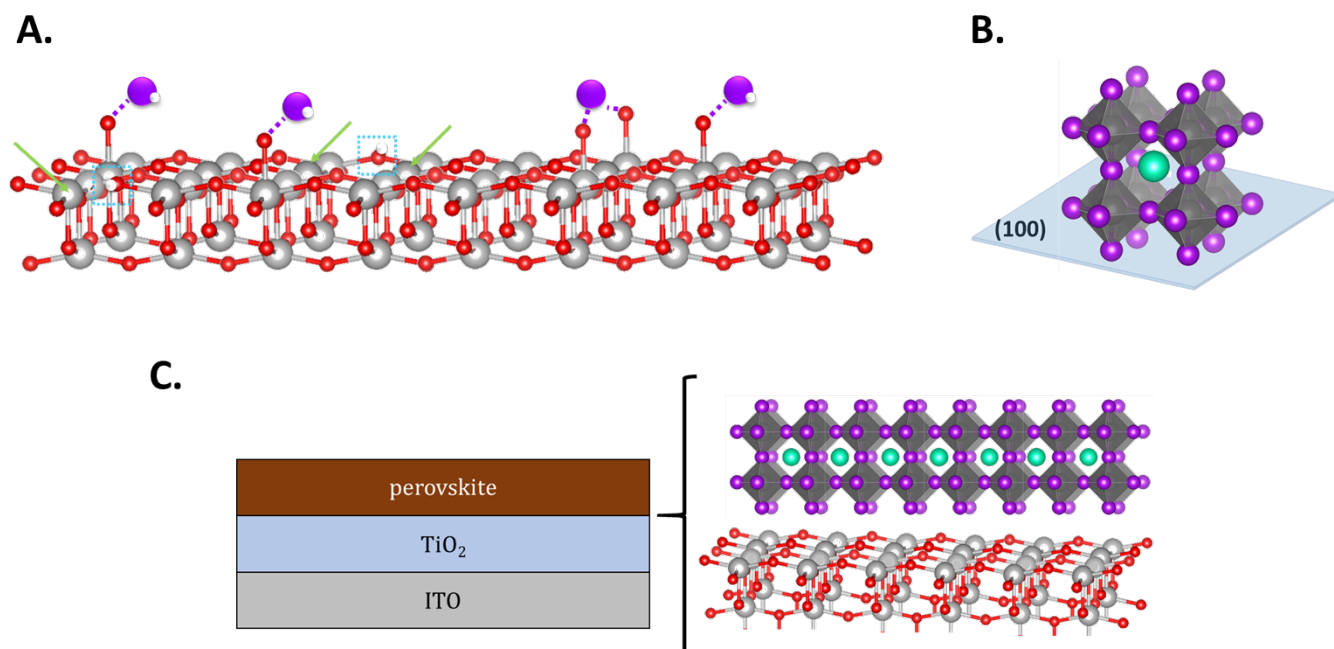 A.
B.
(100)
C.
perovskite
TiO₂
ITO